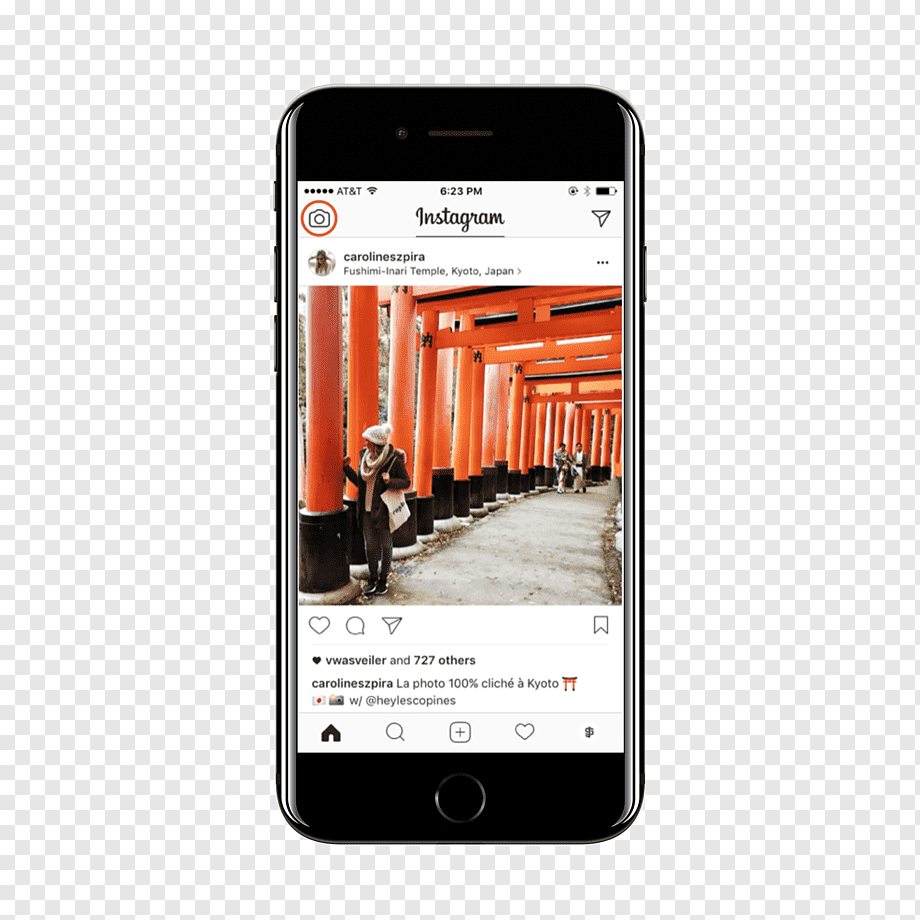 AT&T 6:23 PM
Instagram
carolineszpira
Fushimi-Inari Temple, Kyoto, Japan >
vwasveiler and 727 others
carolineszpira La photo 100% cliché à Kyoto
w/ @heylescopines